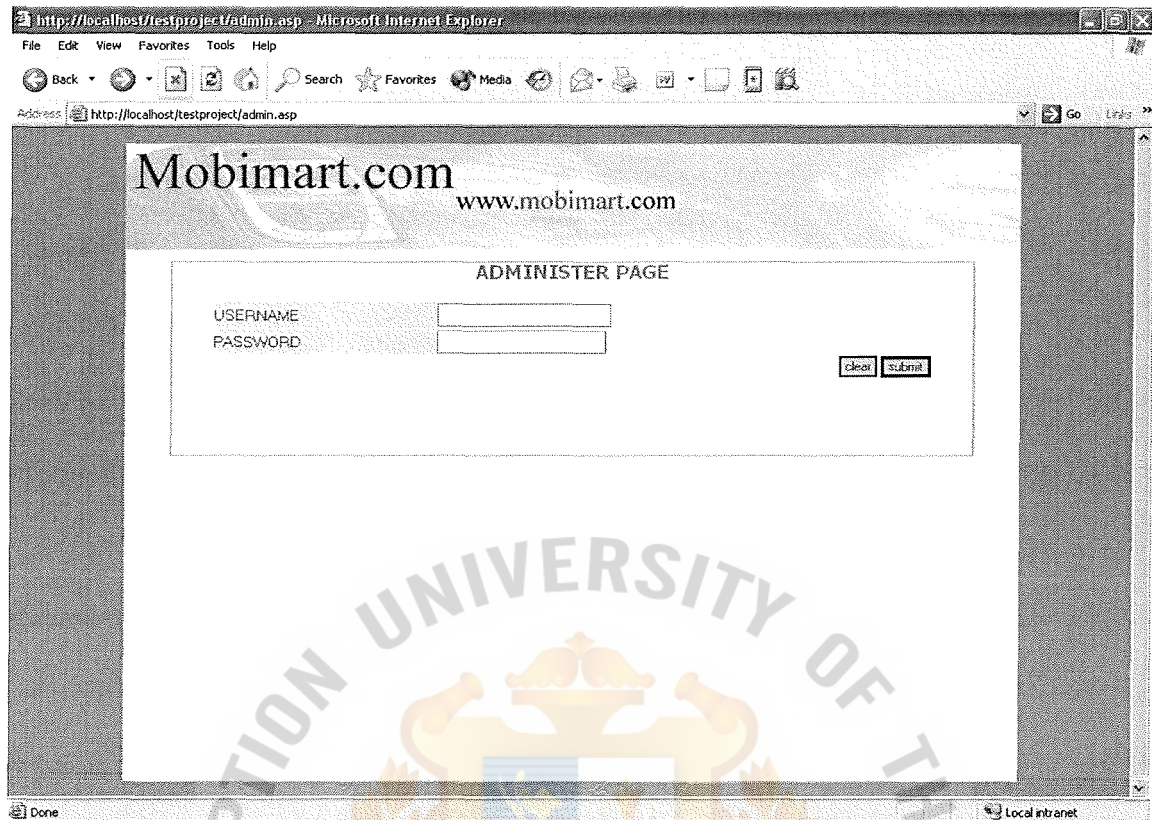 http://localhost/testproject/admin.asp - Microsoft Internet Explorer
File Edit View Favorites Tools Help
Back Search Favorites Media
Address http://localhost/testproject/admin.asp Go Links »
Mobimart.com
www.mobimart.com
ADMINISTER PAGE
USERNAME
PASSWORD
clear submit
UNIVERSITY OF
Done Local intranet